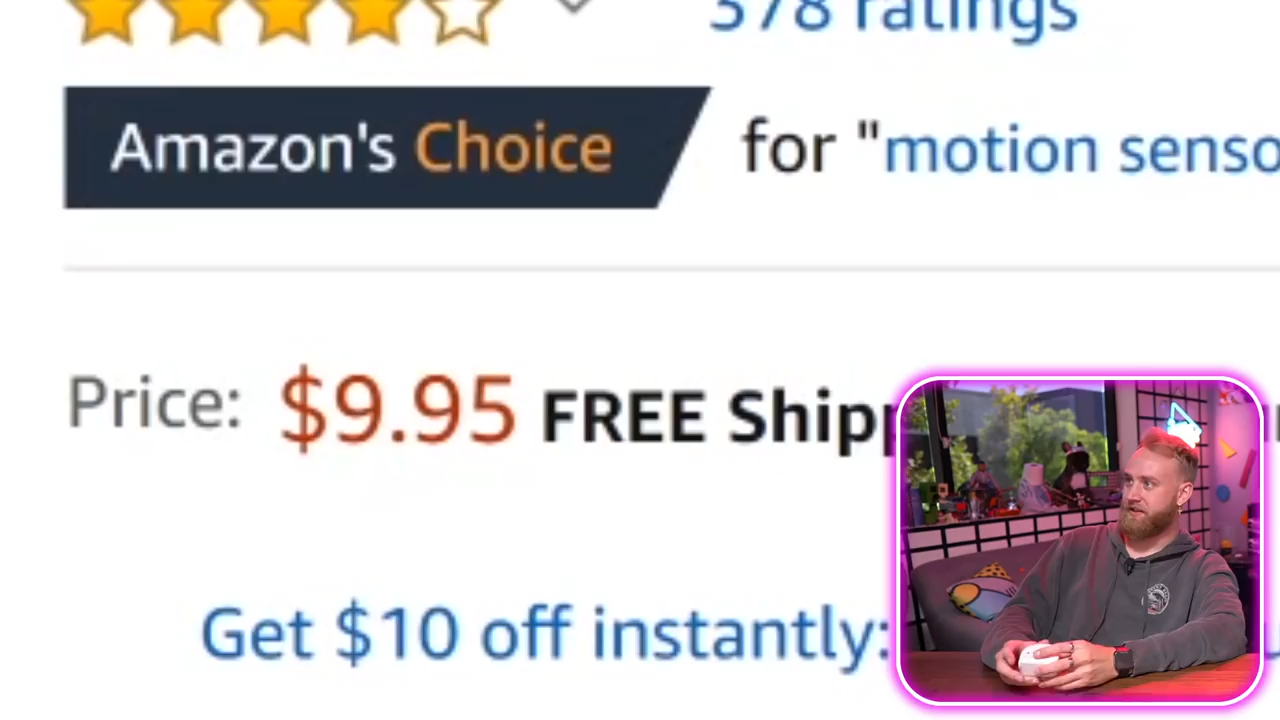 378 ratings
Amazon's Choice for "motion senso
Price: $9.95 FREE Shipp
Get $10 off instantly: